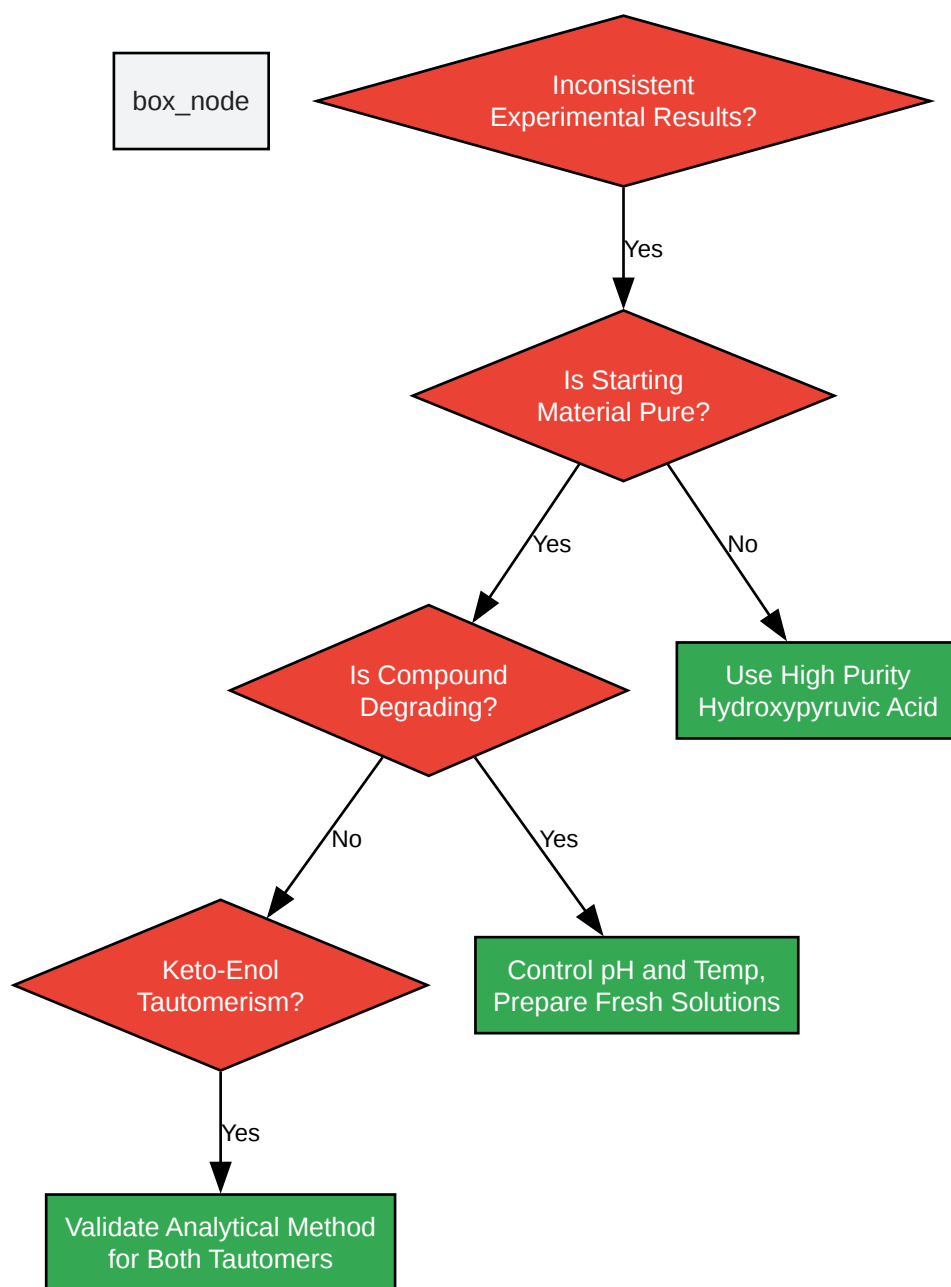 box_node
Inconsistent
Experimental Results?
Yes
Is Starting
Material Pure?
Yes
No
Is Compound
Degrading?
Use High Purity
Hydroxypyruvic Acid
No
Yes
Keto-Enol
Tautomerism?
Control pH and Temp,
Prepare Fresh Solutions
Yes
Validate Analytical Method
for Both Tautomers